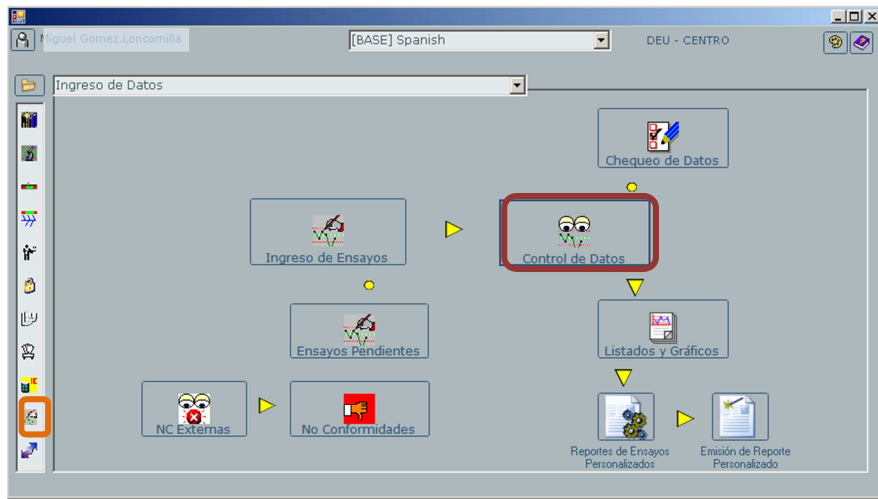 Miguel Gomez.Loncomilla
[BASE] Spanish
DEU - CENTRO
Ingreso de Datos
Chequeo de Datos
Ingreso de Ensayos
Control de Datos
Ensayos Pendientes
Listados y Gráficos
NC Externas
No Conformidades
Reportes de Ensayos
Personalizados
Emisión de Reporte
Personalizado